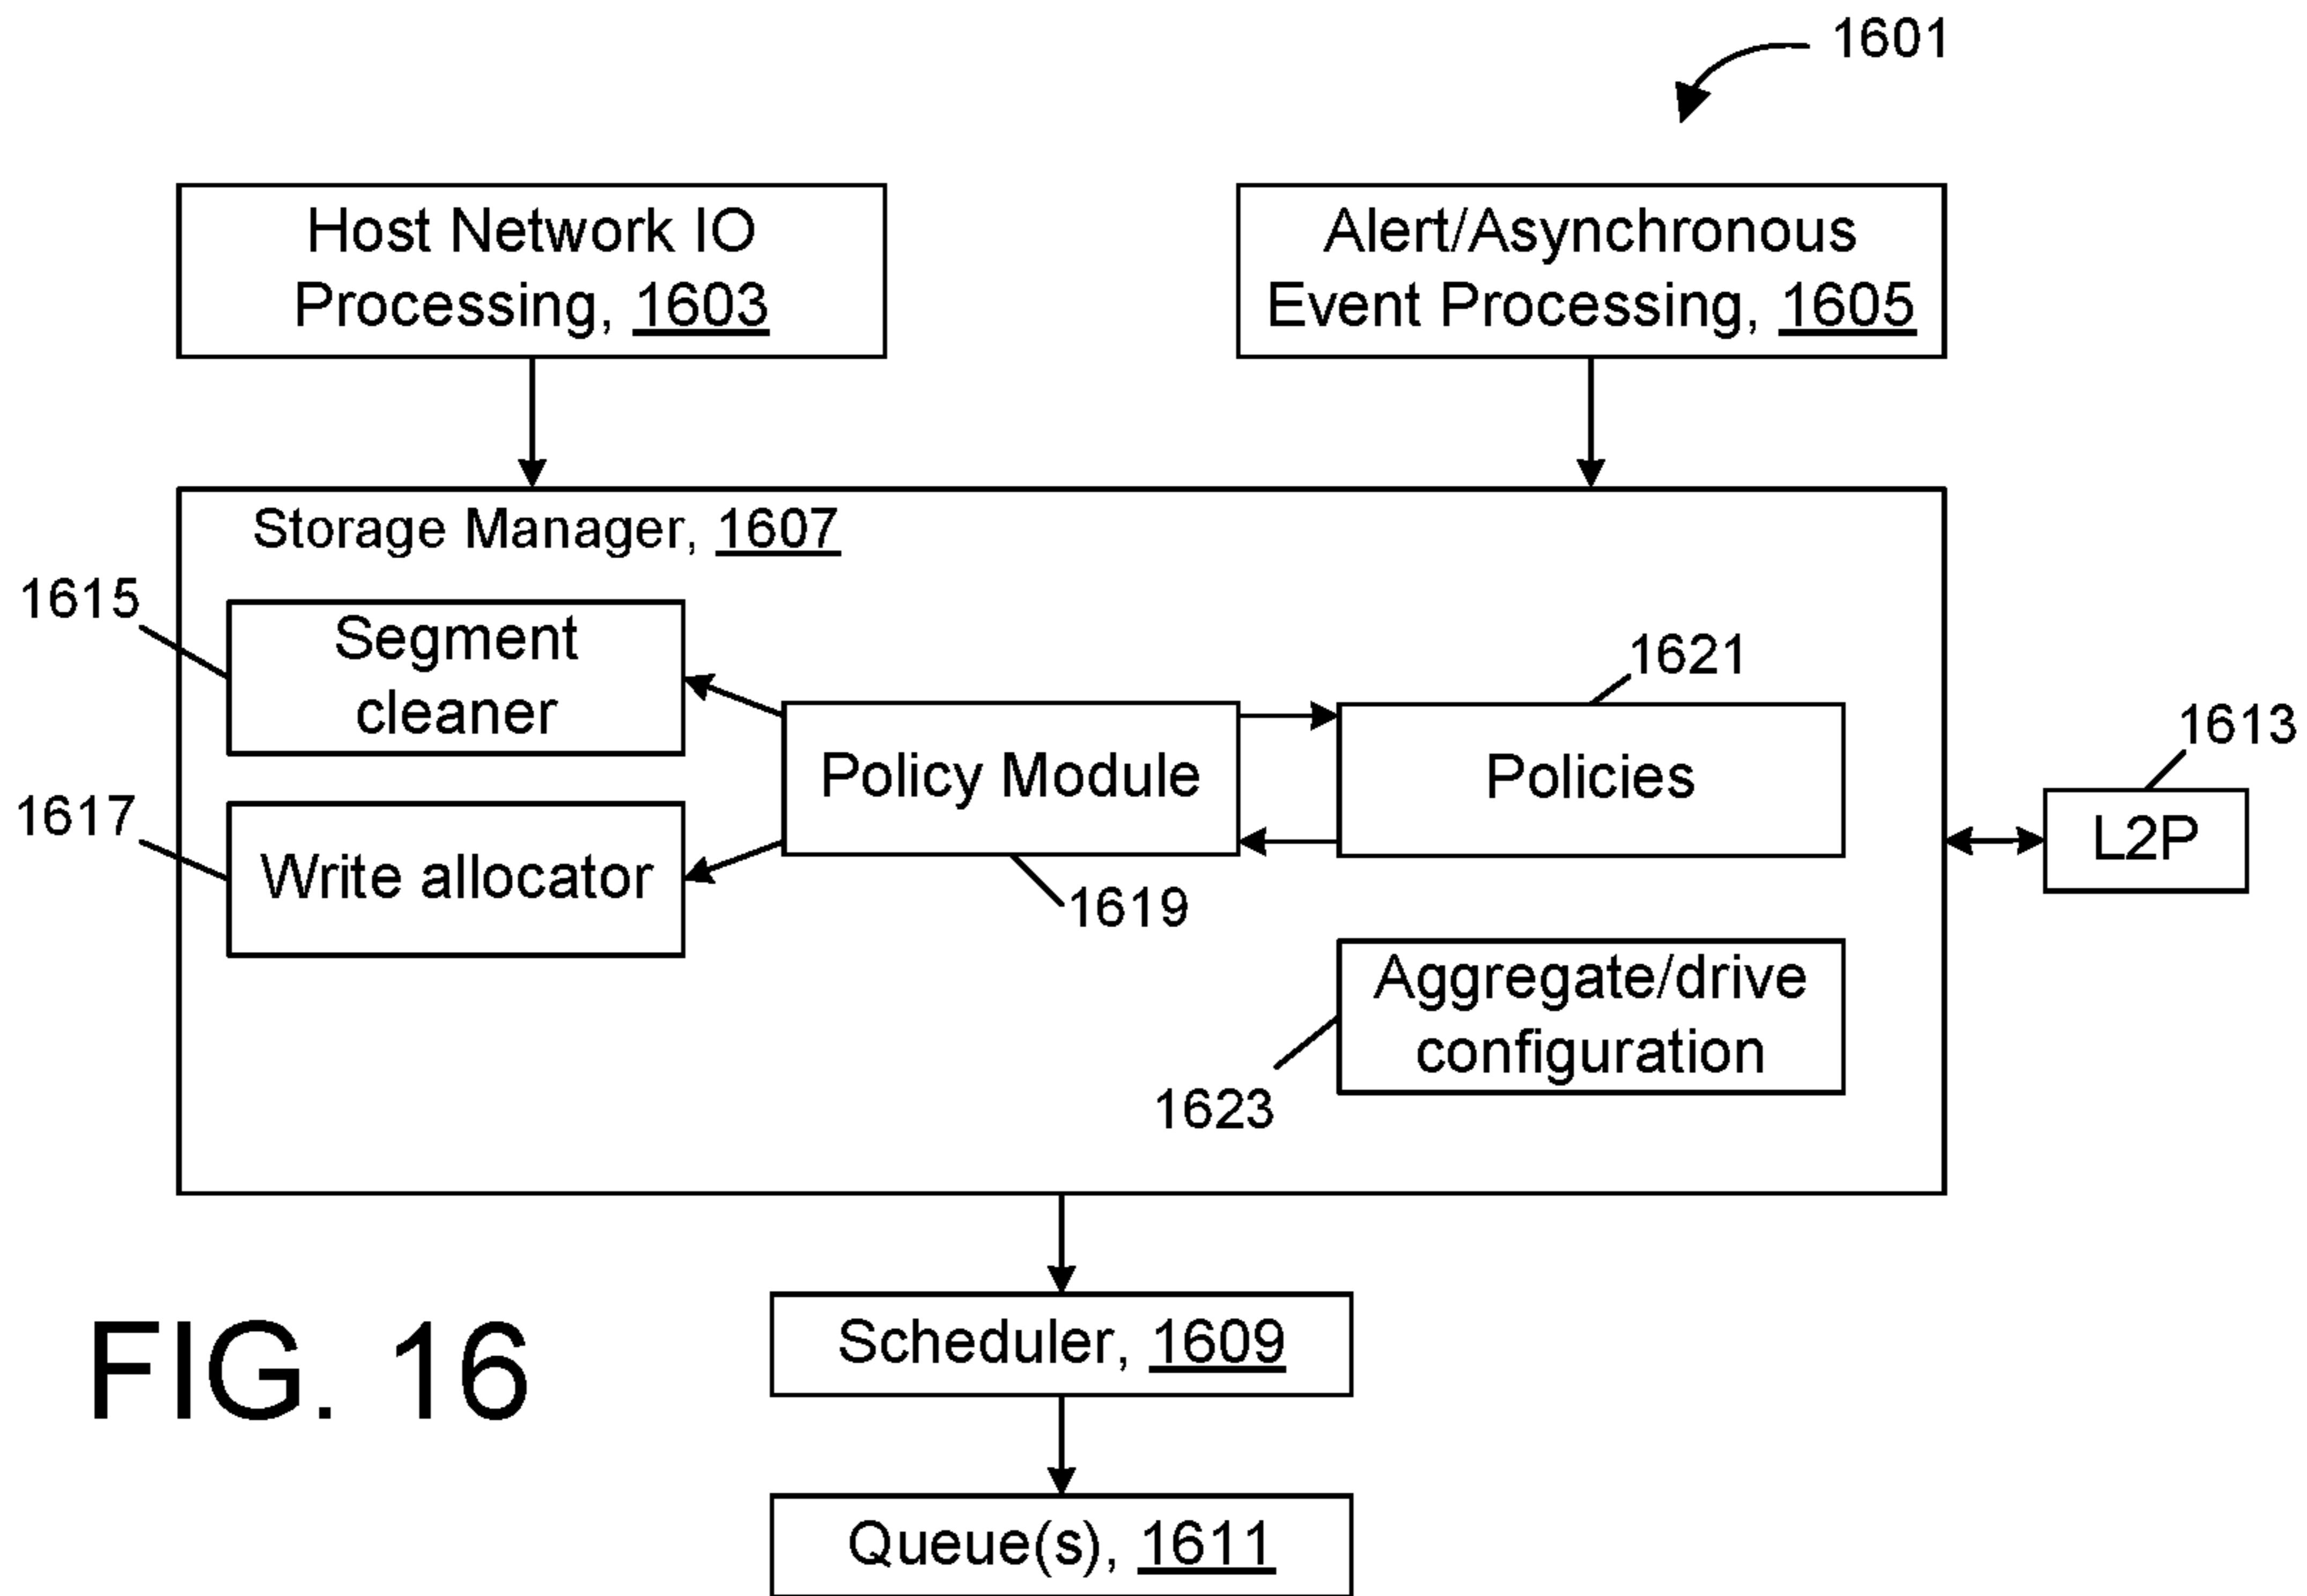 1601
Host Network IO
Processing, 1603
Alert/Asynchronous
Event Processing, 1605
Storage Manager, 1607
1615
Segment
cleaner
1621
1613
Policy Module
Policies
1617
Write allocator
L2P
1619
Aggregate/drive
configuration
1623
Scheduler, 1609
FIG. 16
Queue(s), 1611